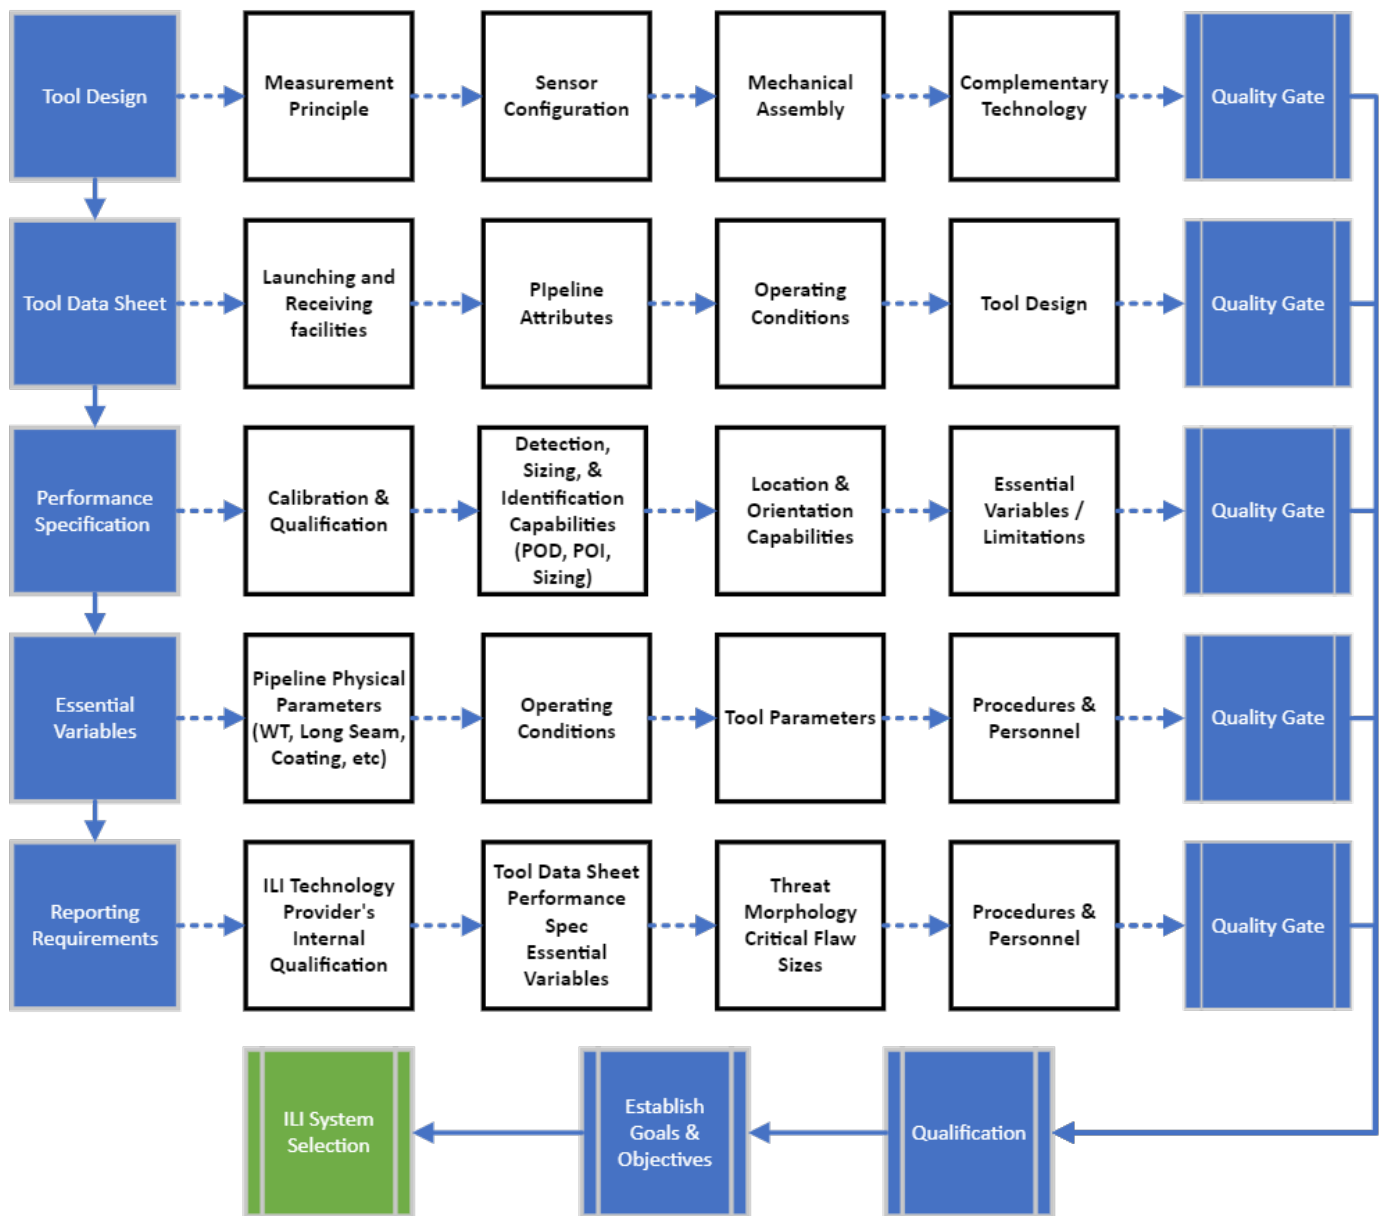 Tool Design
Measurement
Principle
Sensor
Configuration
Mechanical
Assembly
Complementary
Technology
Quality Gate
Tool Data Sheet
Launching and
Receiving
facilities
PIpeline
Attributes
Operating
Conditions
Tool Design
Quality Gate
Performance
Specification
Calibration &
Qualification
Detection,
Sizing, &
Identification
Capabilities
(POD, POI,
Sizing)
Location &
Orientation
Capabilities
Essential
Variables /
Limitations
Quality Gate
Essential
Variables
Pipeline Physical
Parameters
(WT, Long Seam,
Coating, etc)
Operating
Conditions
Tool Parameters
Procedures &
Personnel
Quality Gate
Reporting
Requirements
ILI Technology
Provider's
Internal
Qualification
Tool Data Sheet
Performance
Spec
Essential
Variables
Threat
Morphology
Critical Flaw
Sizes
Procedures &
Personnel
Quality Gate
ILI System
Selection
Establish
Goals &
Objectives
Qualification